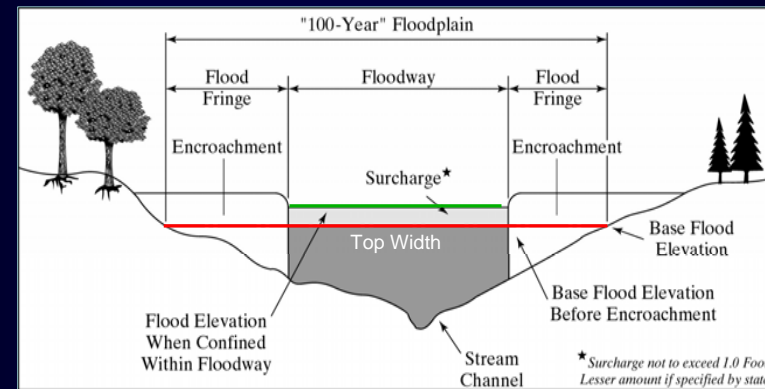 "100-Year" Floodplain
Flood
Fringe
Floodway
Flood
Fringe
Encroachment
Surcharge★
Encroachment
Top Width
Base Flood
Elevation
Base Flood Elevation
Before Encroachment
Flood Elevation
When Confined
Within Floodway
Stream
Channel
★Surcharge not to exceed 1.0 Foo
Lesser amount if specified by stat